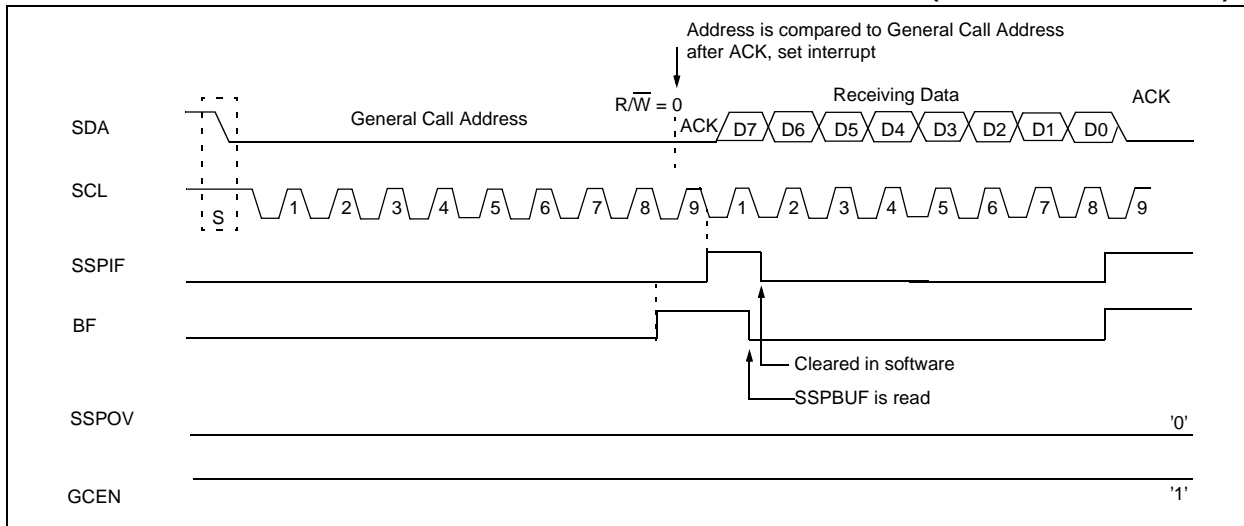 Address is compared to General Call Address
after ACK, set interrupt
R/W = 0
Receiving Data
ACK
SDA
General Call Address
ACK
D7 D6 D5 D4 D3 D2 D1 D0
SCL
S
1 2 3 4 5 6 7 8 9 1 2 3 4 5 6 7 8 9
SSPIF
BF
Cleared in software
SSPBUF is read
SSPOV
'0'
GCEN
'1'